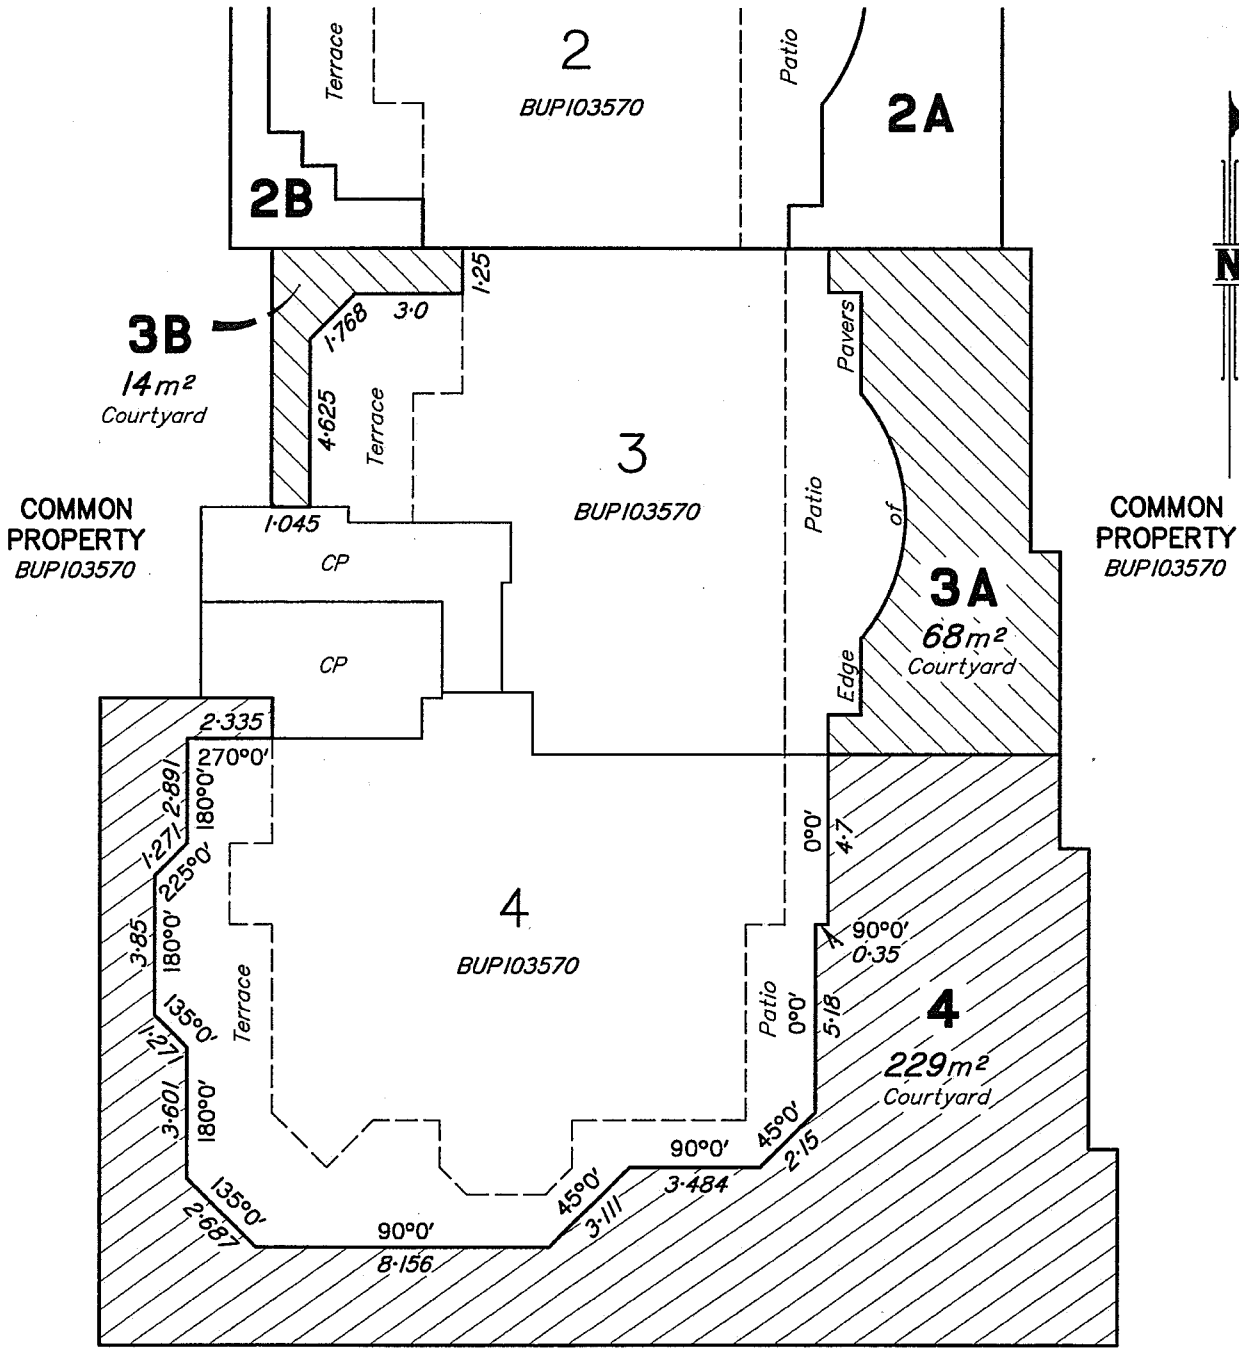 Terrace
2
BUP103570
Patio
2A
2B
N
1·25
3·0
1·768
3B
14m²
Courtyard
4·625
Terrace
Pavers
3
BUP103570
Patio
of
COMMON
PROPERTY
BUP103570
COMMON
PROPERTY
BUP103570
1·045
CP
3A
68m²
Courtyard
CP
Edge
2·335
270°0'
2·891
180°0'
1·271
225°0'
0°0'
4·7
4
BUP103570
3·85
180°0'
90°0'
0·35
Terrace
Patio
0°0'
5·18
4
229m²
Courtyard
135°0'
1·271
3·601
180°0'
45°0'
2·15
90°0'
3·484
45°0'
3·111
135°0'
2·687
90°0'
8·156